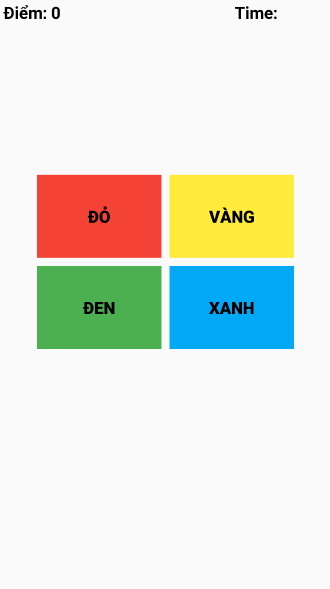 Điểm: 0 Time:
ĐỎ VÀNG
ĐEN XANH